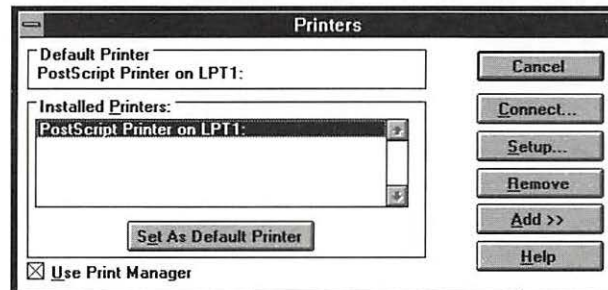 Printers
Default Printer
PostScript Printer on LPT1:
Installed Printers:
PostScript Printer on LPT1:
Set As Default Printer
Use Print Manager
Cancel
Connect...
Setup...
Remove
Add >>
Help